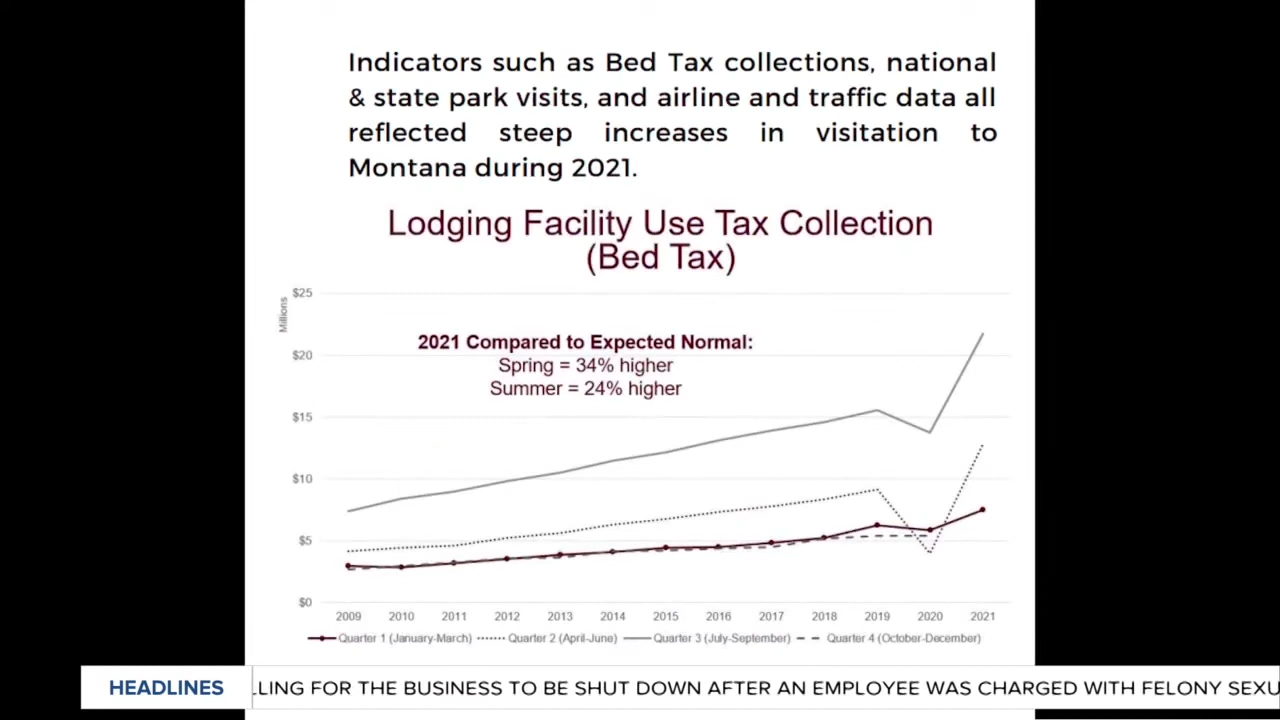 Indicators such as Bed Tax collections, national
& state park visits, and airline and traffic data all
reflected steep increases in visitation to
Montana during 2021.
Lodging Facility Use Tax Collection
(Bed Tax)
Millions
$25
2021 Compared to Expected Normal:
$20
Spring = 34% higher
Summer = 24% higher
$15
$10
$5
$0
2009 2010 2011 2012 2013 2014 2015 2016 2017 2018 2019 2020 2021
Quarter 1 (January-March) Quarter 2 (April-June) Quarter 3 (July-September) Quarter 4 (October-December)
HEADLINES
LLING FOR THE BUSINESS TO BE SHUT DOWN AFTER AN EMPLOYEE WAS CHARGED WITH FELONY SEXU